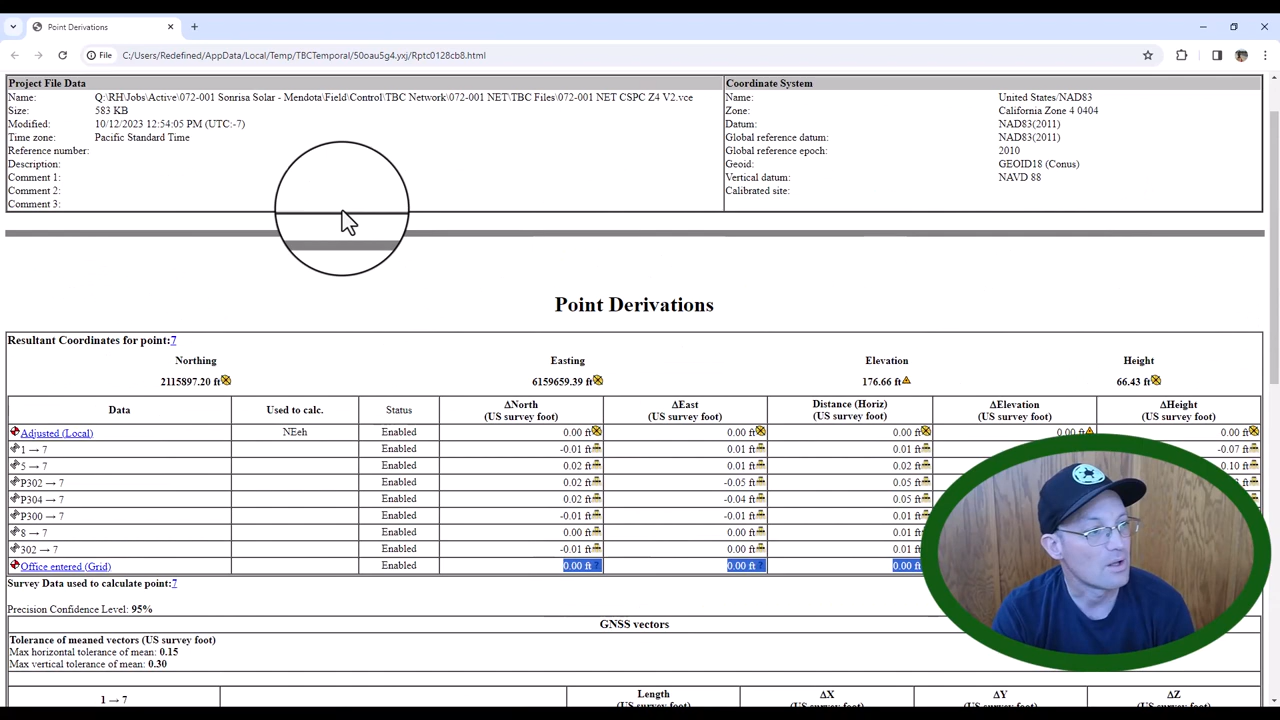 Point Derivations
File C:/Users/Redefined/AppData/Local/Temp/TBCTemporal/50oau5g4.yxj/Rptc0128cb8.html
Project File Data Coordinate System
Name: Q:\RH\Jobs\Active\072-001 Sonrisa Solar - Mendota\Field\Control\TBC Network\072-001 NET\TBC Files\072-001 NET CSPC Z4 V2.vce Name: United States/NAD83
Size: 583 KB Zone: California Zone 4 0404
Modified: 10/12/2023 12:54:05 PM (UTC:-7) Datum: NAD83(2011)
Time zone: Pacific Standard Time Global reference datum: NAD83(2011)
Reference number: Global reference epoch: 2010
Description: Geoid: GEOID18 (Conus)
Comment 1: Vertical datum: NAVD 88
Comment 2: Calibrated site:
Comment 3:
Point Derivations
Resultant Coordinates for point:7
Northing Easting Elevation Height
2115897.20 ft 6159659.39 ft 176.66 ft 66.43 ft
Data Used to calc. Status ΔNorth (US survey foot) ΔEast (US survey foot) Distance (Horiz) (US survey foot) ΔElevation (US survey foot) ΔHeight (US survey foot)
Adjusted (Local) NEeh Enabled 0.00 ft 0.00 ft 0.00 ft 0.00 ft 0.00 ft
1 → 7 Enabled -0.01 ft 0.01 ft 0.01 ft -0.07 ft
5 → 7 Enabled 0.02 ft 0.01 ft 0.02 ft 0.10 ft
P302 → 7 Enabled 0.02 ft -0.05 ft 0.05 ft
P304 → 7 Enabled 0.02 ft -0.04 ft 0.05 ft
P300 → 7 Enabled -0.01 ft -0.01 ft 0.01 ft
8 → 7 Enabled 0.00 ft 0.00 ft 0.01 ft
302 → 7 Enabled -0.01 ft 0.00 ft 0.01 ft
Office entered (Grid) Enabled 0.00 ft ? 0.00 ft ? 0.00 ft
Survey Data used to calculate point:7
Precision Confidence Level: 95%
GNSS vectors
Tolerance of meaned vectors (US survey foot)
Max horizontal tolerance of mean: 0.15
Max vertical tolerance of mean: 0.30
1 → 7 Length ΔX ΔY ΔZ